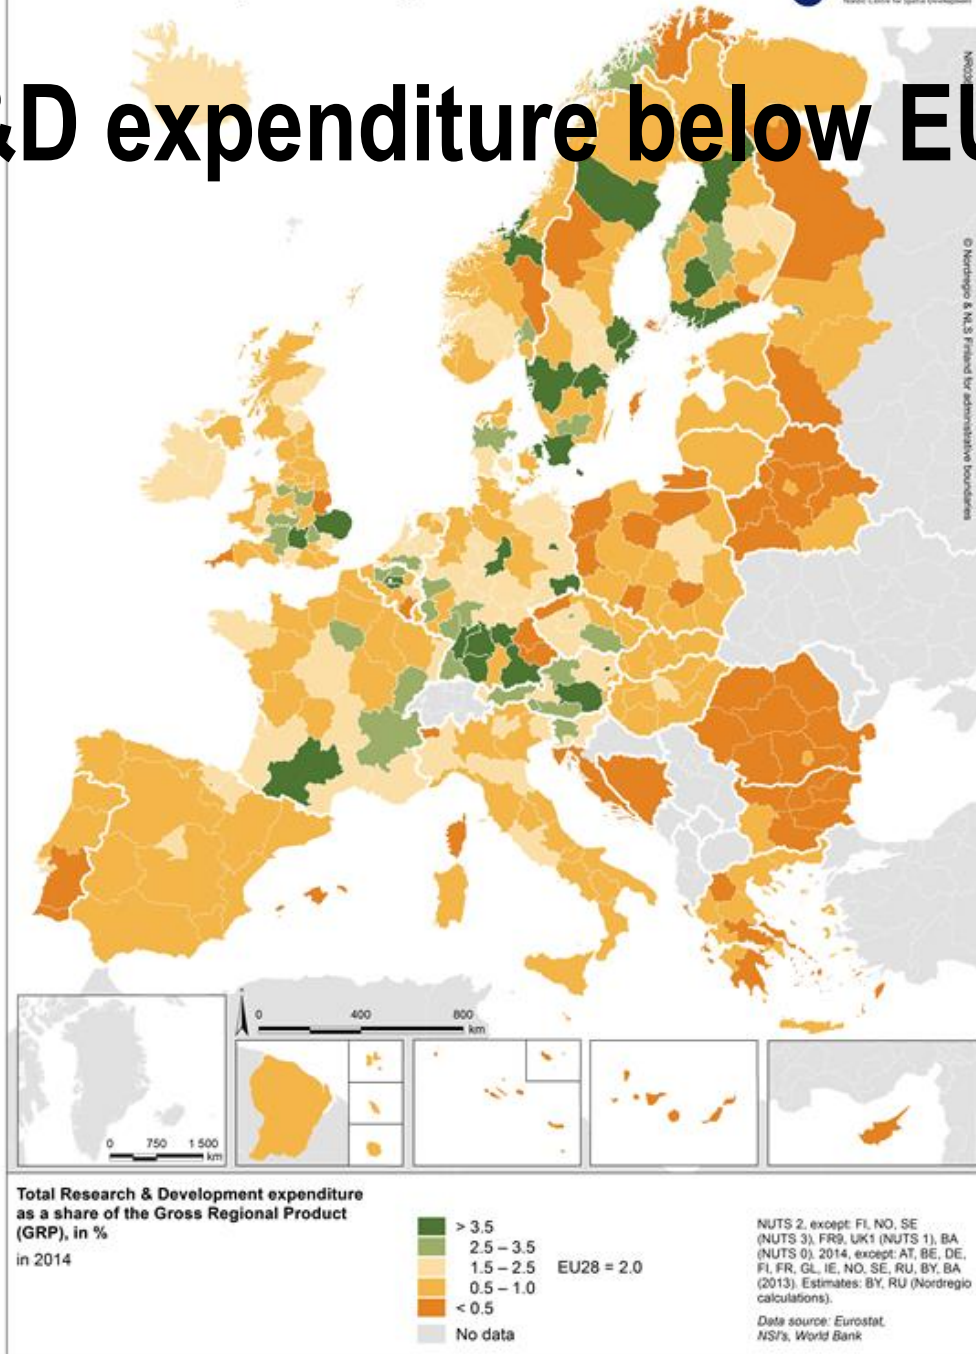 Nordic Centre for Spatial Development
&D expenditure below EU
© Nordregio & NLS Finland for administrative boundaries
0 400 800
km
0 750 1 500
km
Total Research & Development expenditure
as a share of the Gross Regional Product
(GRP), in %
in 2014
> 3.5
2.5 – 3.5
1.5 – 2.5 EU28 = 2.0
0.5 – 1.0
< 0.5
No data
NUTS 2, except: FI, NO, SE
(NUTS 3), FR9, UK1 (NUTS 1), BA
(NUTS 0). 2014, except: AT, BE, DE,
FI, FR, GL, IE, NO, SE, RU, BY, BA
(2013). Estimates: BY, RU (Nordregio
calculations).
Data source: Eurostat,
NSI's, World Bank